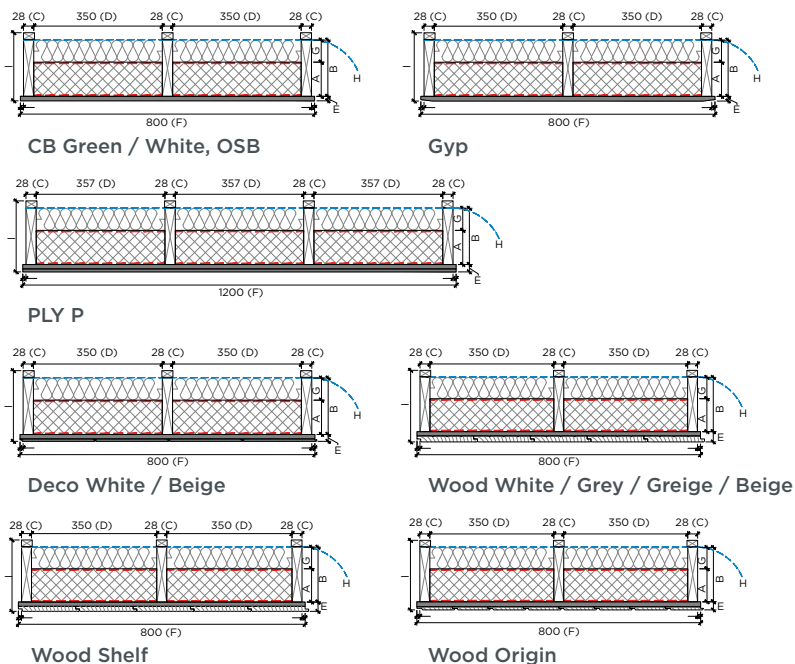 28 (C) 350 (D) 28 (C) 350 (D) 28 (C)
I G A B H E
800 (F)
CB Green / White, OSB
28 (C) 350 (D) 28 (C) 350 (D) 28 (C)
I G A B H E
800 (F)
Gyp
28 (C) 357 (D) 28 (C) 357 (D) 28 (C) 357 (D) 28 (C)
I G A B H E
1200 (F)
PLY P
28 (C) 350 (D) 28 (C) 350 (D) 28 (C)
I G A B H E
800 (F)
Deco White / Beige
28 (C) 350 (D) 28 (C) 350 (D) 28 (C)
I G A B H E
800 (F)
Wood White / Grey / Greige / Beige
28 (C) 350 (D) 28 (C) 350 (D) 28 (C)
I G A B H E
800 (F)
Wood Shelf
28 (C) 350 (D) 28 (C) 350 (D) 28 (C)
I G A B H E
800 (F)
Wood Origin